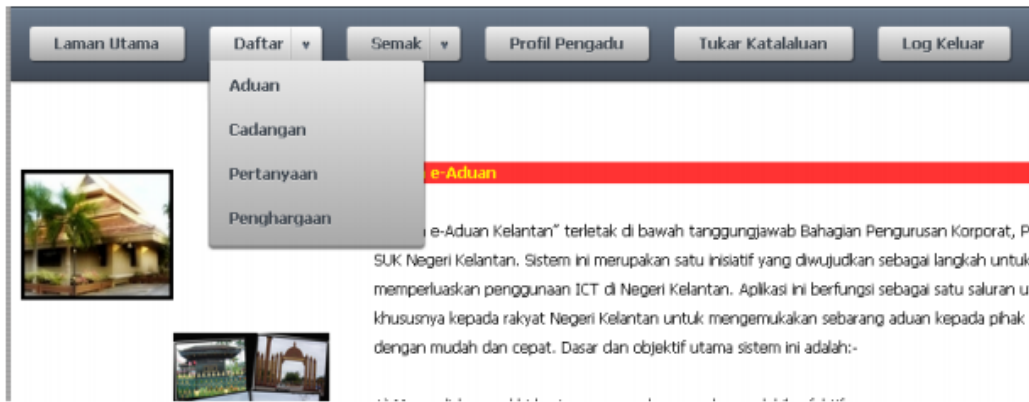 Laman Utama Daftar Semak Profil Pengadu Tukar Katalaluan Log Keluar
Aduan
Cadangan
Pertanyaan
Penghargaan
e-Aduan
e-Aduan Kelantan" terletak di bawah tanggungjawab Bahagian Pengurusan Korporat, P
SUK Negeri Kelantan. Sistem ini merupakan satu inisiatif yang diwujudkan sebagai langkah untuk
memperluaskan penggunaan ICT di Negeri Kelantan. Aplikasi ini berfungsi sebagai satu saluran u
khususnya kepada rakyat Negeri Kelantan untuk mengemukakan sebarang aduan kepada pihak
dengan mudah dan cepat. Dasar dan objektif utama sistem ini adalah:-